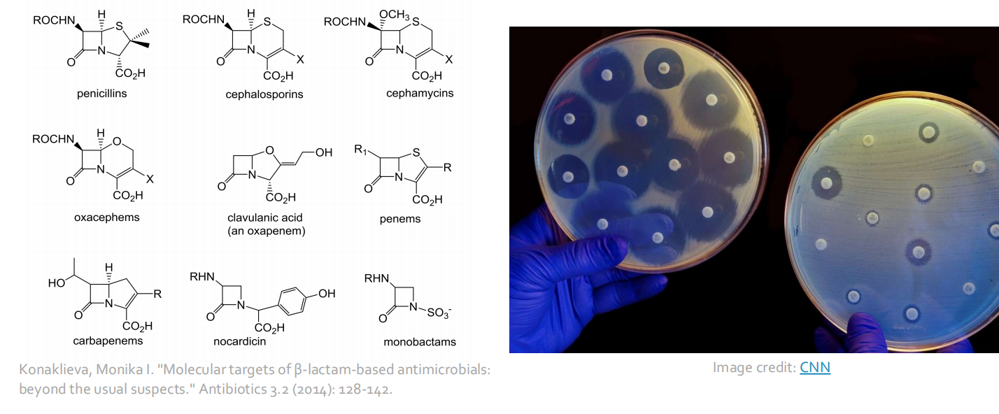 ROCHN H S N O CO2H
penicillins
ROCHN H S N O X CO2H
cephalosporins
ROCHN OCH3 S N O X CO2H
cephamycins
ROCHN H O N O X CO2H
oxacephems
O OH N O CO2H
clavulanic acid
(an oxapenem)
R1 S R N O CO2H
penems
HO H R N O CO2H
carbapenems
RHN N O OH CO2H
nocardicin
RHN N O SO3-
monobactams
Konaklieva, Monika I. "Molecular targets of β-lactam-based antimicrobials:
beyond the usual suspects." Antibiotics 3.2 (2014): 128-142.
Image credit: CNN